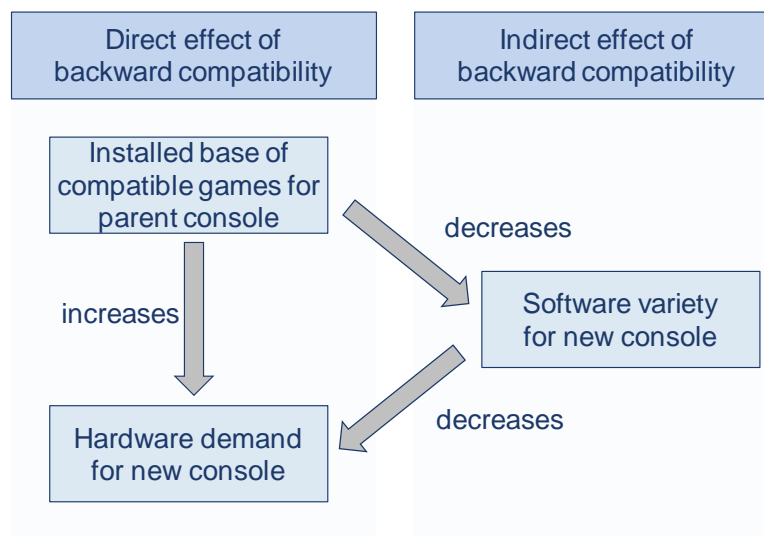 Direct effect of
backward compatibility
Indirect effect of
backward compatibility
Installed base of
compatible games for
parent console
decreases
increases
Software variety
for new console
decreases
Hardware demand
for new console